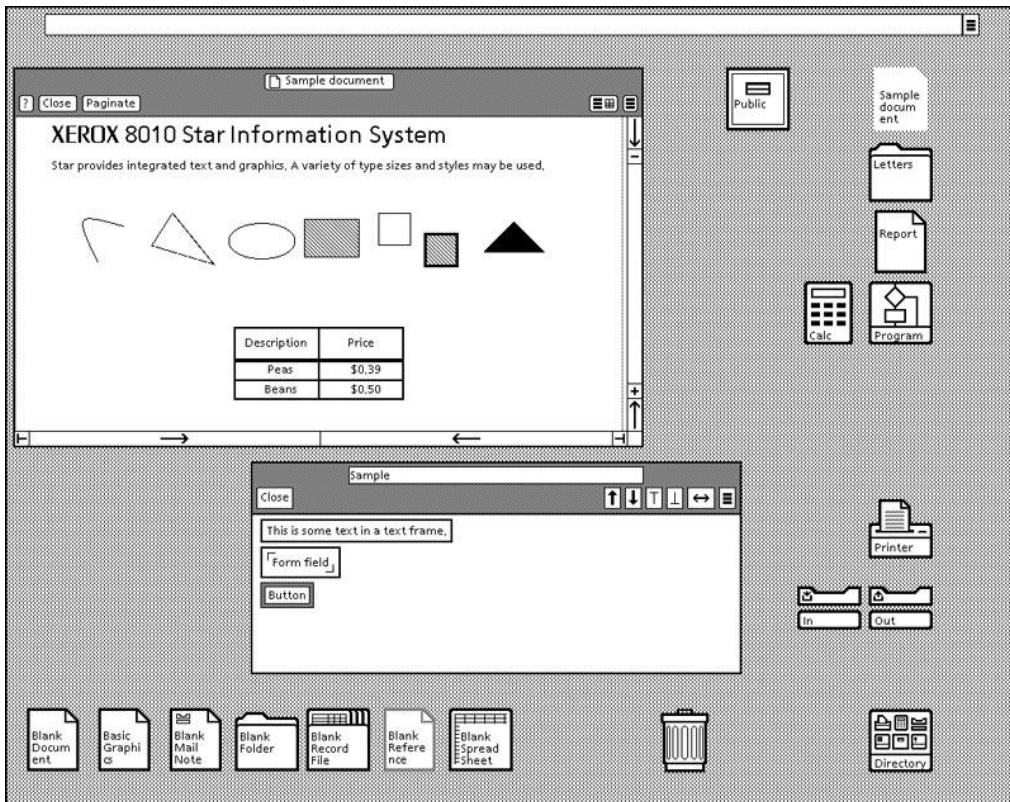 Sample document
? Close Paginate
XEROX 8010 Star Information System
Star provides integrated text and graphics. A variety of type sizes and styles may be used.
Description Price
Peas $0.39
Beans $0.50
Public
Sample
docum
ent
Letters
Report
Calc
Program
Sample
Close
This is some text in a text frame.
Form field
Button
Printer
In
Out
Blank
Docum
ent
Basic
Graphi
cs
Blank
Mail
Note
Blank
Folder
Blank
Record
File
Blank
Refere
nce
Blank
Spread
Sheet
Directory